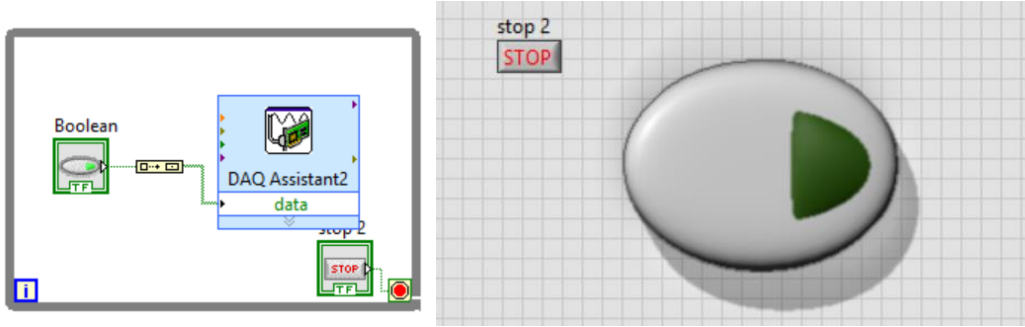 Boolean
TF
DAQ Assistant2
data
stop 2
STOP
TF
i
stop 2
STOP